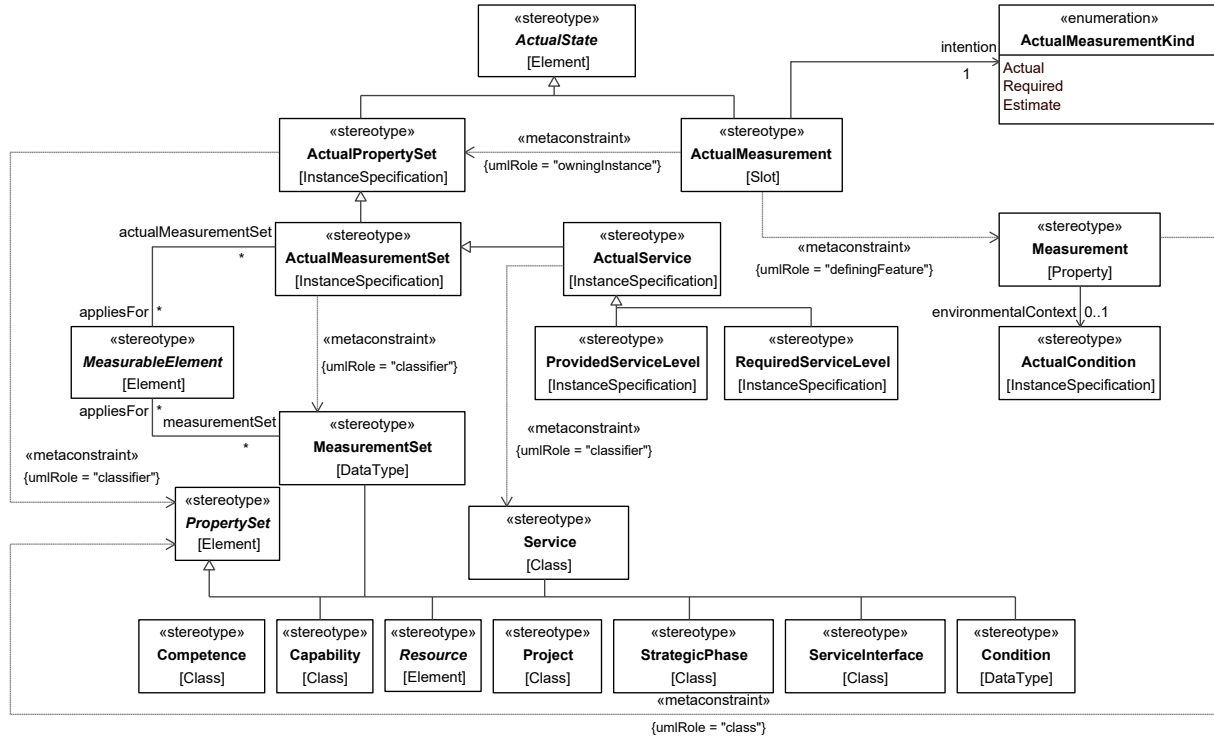 «stereotype»
ActualState
[Element]
«enumeration»
ActualMeasurementKind
Actual
Required
Estimate
intention
1
«stereotype»
ActualPropertySet
[InstanceSpecification]
«metaconstraint»
{umlRole = "owningInstance"}
«stereotype»
ActualMeasurement
[Slot]
actualMeasurementSet
*
«stereotype»
ActualMeasurementSet
[InstanceSpecification]
«stereotype»
ActualService
[InstanceSpecification]
«metaconstraint»
{umlRole = "definingFeature"}
«stereotype»
Measurement
[Property]
environmentalContext
0..1
appliesFor
*
«stereotype»
MeasurableElement
[Element]
«metaconstraint»
{umlRole = "classifier"}
«stereotype»
ProvidedServiceLevel
[InstanceSpecification]
«stereotype»
RequiredServiceLevel
[InstanceSpecification]
«stereotype»
ActualCondition
[InstanceSpecification]
appliesFor
*
measurementSet
*
«stereotype»
MeasurementSet
[DataType]
«metaconstraint»
{umlRole = "classifier"}
«metaconstraint»
{umlRole = "classifier"}
«stereotype»
PropertySet
[Element]
«stereotype»
Service
[Class]
«stereotype»
Competence
[Class]
«stereotype»
Capability
[Class]
«stereotype»
Resource
[Element]
«stereotype»
Project
[Class]
«stereotype»
StrategicPhase
[Class]
«stereotype»
ServiceInterface
[Class]
«stereotype»
Condition
[DataType]
«metaconstraint»
{umlRole = "class"}